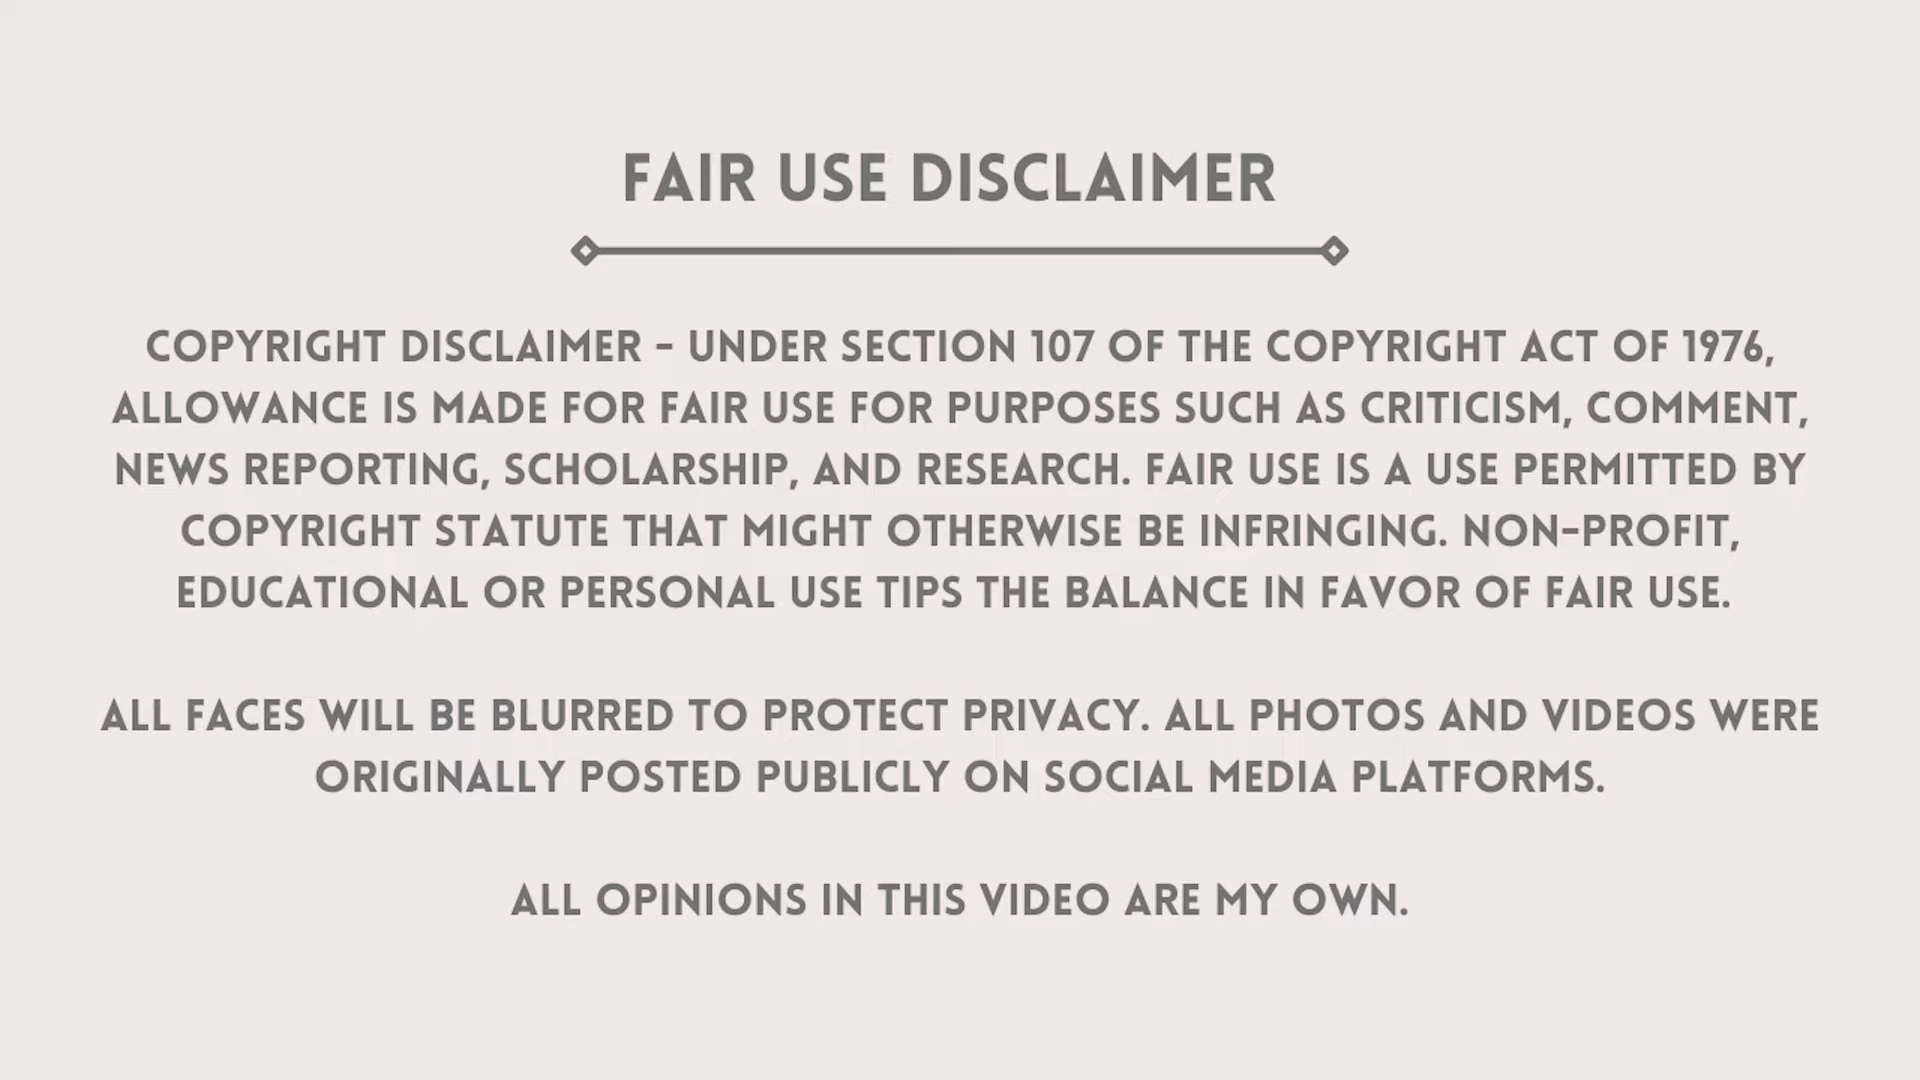 FAIR USE DISCLAIMER
COPYRIGHT DISCLAIMER - UNDER SECTION 107 OF THE COPYRIGHT ACT OF 1976,
ALLOWANCE IS MADE FOR FAIR USE FOR PURPOSES SUCH AS CRITICISM, COMMENT,
NEWS REPORTING, SCHOLARSHIP, AND RESEARCH. FAIR USE IS A USE PERMITTED BY
COPYRIGHT STATUTE THAT MIGHT OTHERWISE BE INFRINGING. NON-PROFIT,
EDUCATIONAL OR PERSONAL USE TIPS THE BALANCE IN FAVOR OF FAIR USE.
ALL FACES WILL BE BLURRED TO PROTECT PRIVACY. ALL PHOTOS AND VIDEOS WERE
ORIGINALLY POSTED PUBLICLY ON SOCIAL MEDIA PLATFORMS.
ALL OPINIONS IN THIS VIDEO ARE MY OWN.